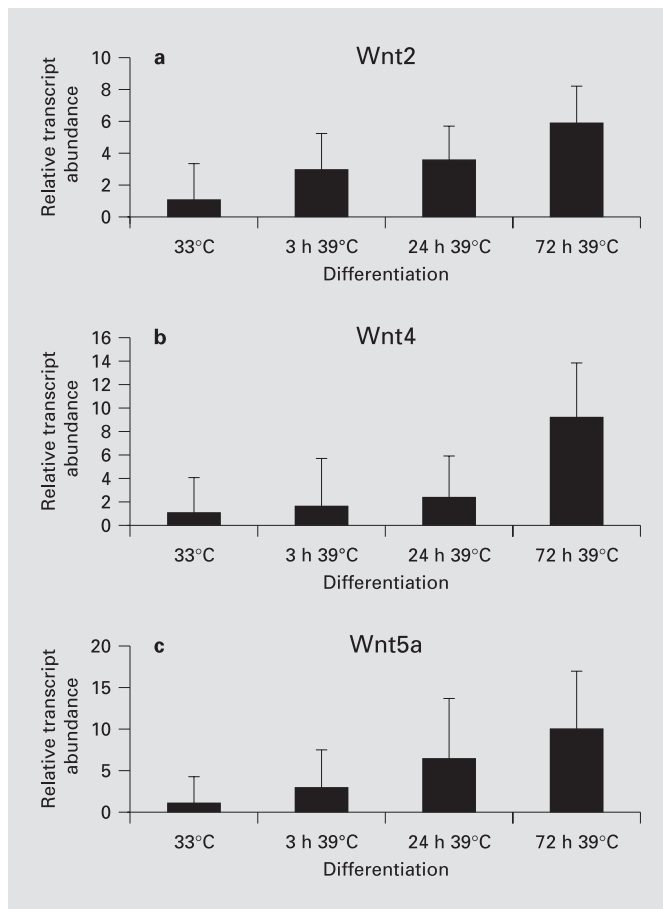 a Wnt2
Relative transcript
abundance
10
8
6
4
2
0
33°C 3 h 39°C 24 h 39°C 72 h 39°C
Differentiation
b Wnt4
Relative transcript
abundance
16
14
12
10
8
6
4
2
0
33°C 3 h 39°C 24 h 39°C 72 h 39°C
Differentiation
c Wnt5a
Relative transcript
abundance
20
15
10
5
0
33°C 3 h 39°C 24 h 39°C 72 h 39°C
Differentiation